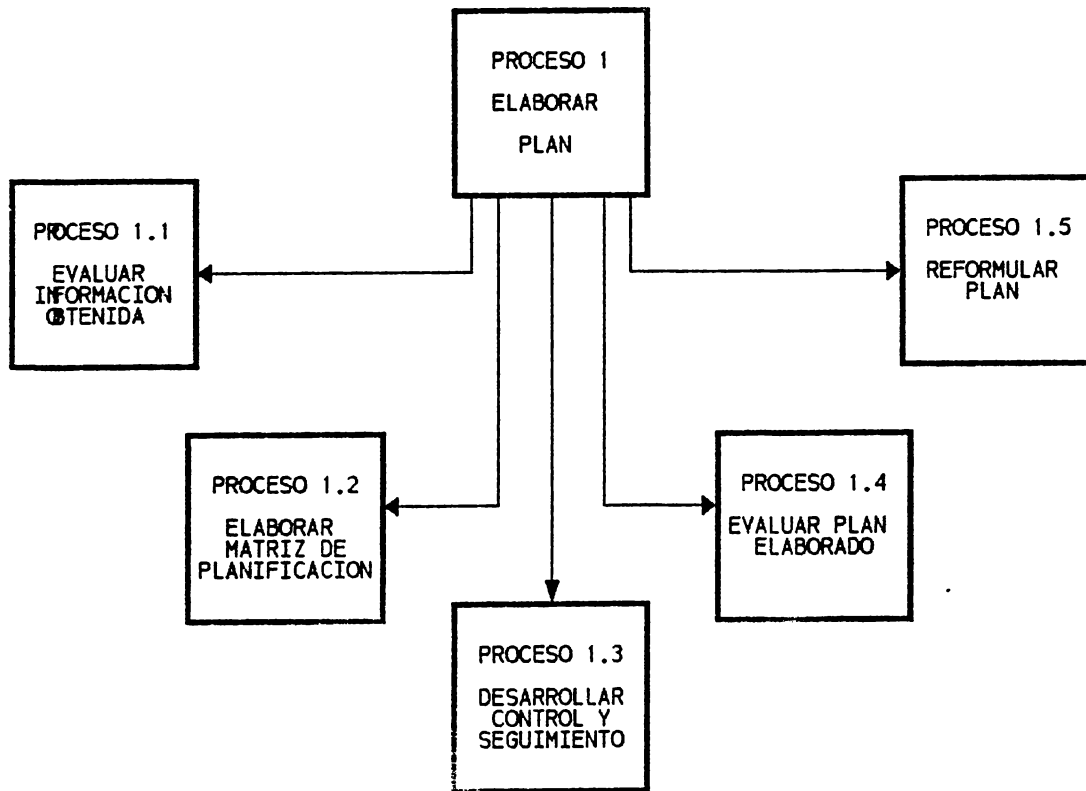 PROCESO 1
ELABORAR
PLAN
PROCESO 1.1
EVALUAR
INFORMACION
OBTENIDA
PROCESO 1.5
REFORMULAR
PLAN
PROCESO 1.2
ELABORAR
MATRIZ DE
PLANIFICACION
PROCESO 1.4
EVALUAR PLAN
ELABORADO
PROCESO 1.3
DESARROLLAR
CONTROL Y
SEGUIMIENTO